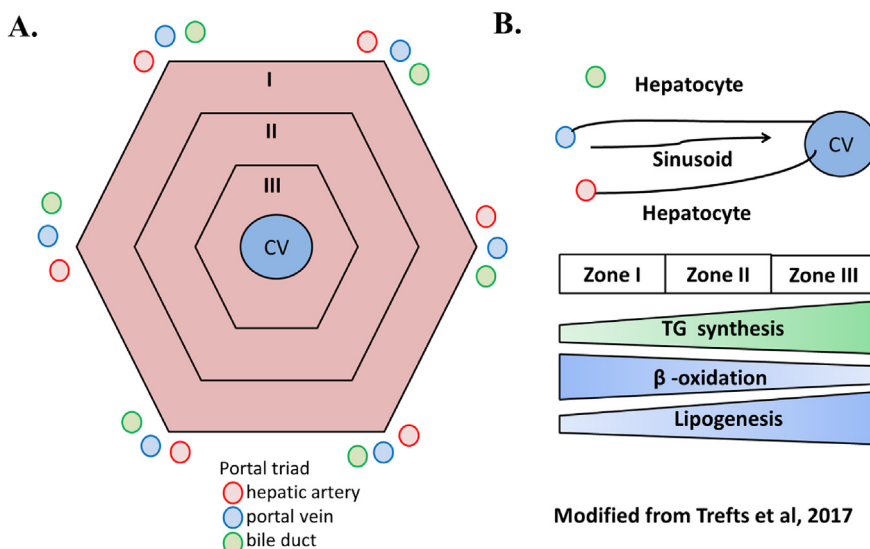 A.
I
II
III
CV
Portal triad
hepatic artery
portal vein
bile duct
B.
Hepatocyte
CV
Sinusoid
Hepatocyte
Zone I Zone II Zone III
TG synthesis
β -oxidation
Lipogenesis
Modified from Trefts et al, 2017